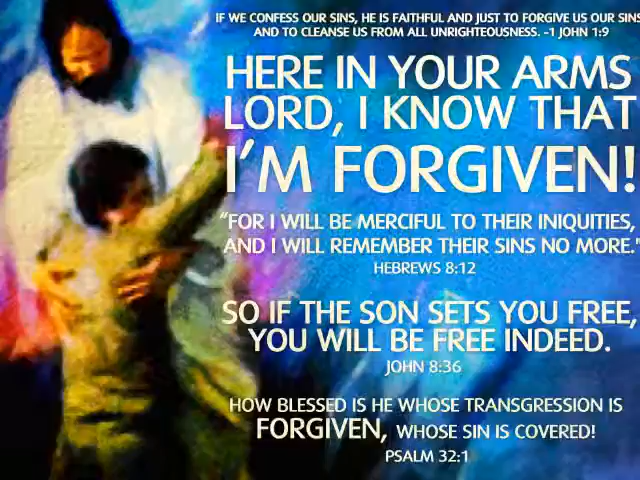 IF WE CONFESS OUR SINS, HE IS FAITHFUL AND JUST TO FORGIVE US OUR SINS
AND TO CLEANSE US FROM ALL UNRIGHTEOUSNESS. -1 JOHN 1:9
HERE IN YOUR ARMS
LORD, I KNOW THAT
I'M FORGIVEN!
"FOR I WILL BE MERCIFUL TO THEIR INIQUITIES,
AND I WILL REMEMBER THEIR SINS NO MORE."
HEBREWS 8:12
SO IF THE SON SETS YOU FREE,
YOU WILL BE FREE INDEED.
JOHN 8:36
HOW BLESSED IS HE WHOSE TRANSGRESSION IS
FORGIVEN, WHOSE SIN IS COVERED!
PSALM 32:1